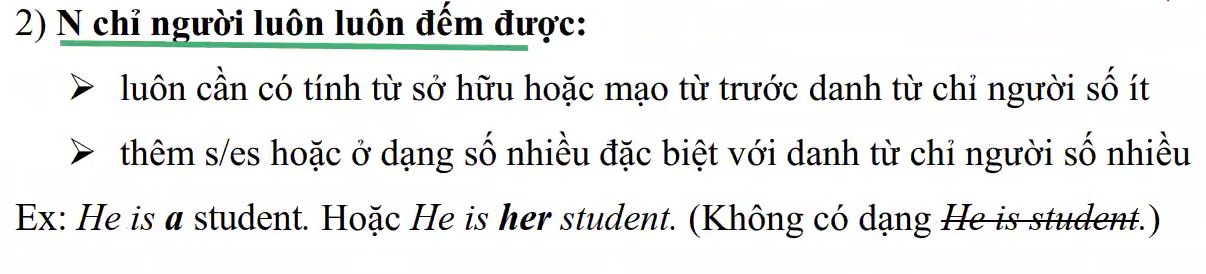 2) N chỉ người luôn luôn đếm được:
➢ luôn cần có tính từ sở hữu hoặc mạo từ trước danh từ chỉ người số ít
➢ thêm s/es hoặc ở dạng số nhiều đặc biệt với danh từ chỉ người số nhiều
Ex: He is a student. Hoặc He is her student. (Không có dạng He is student.)